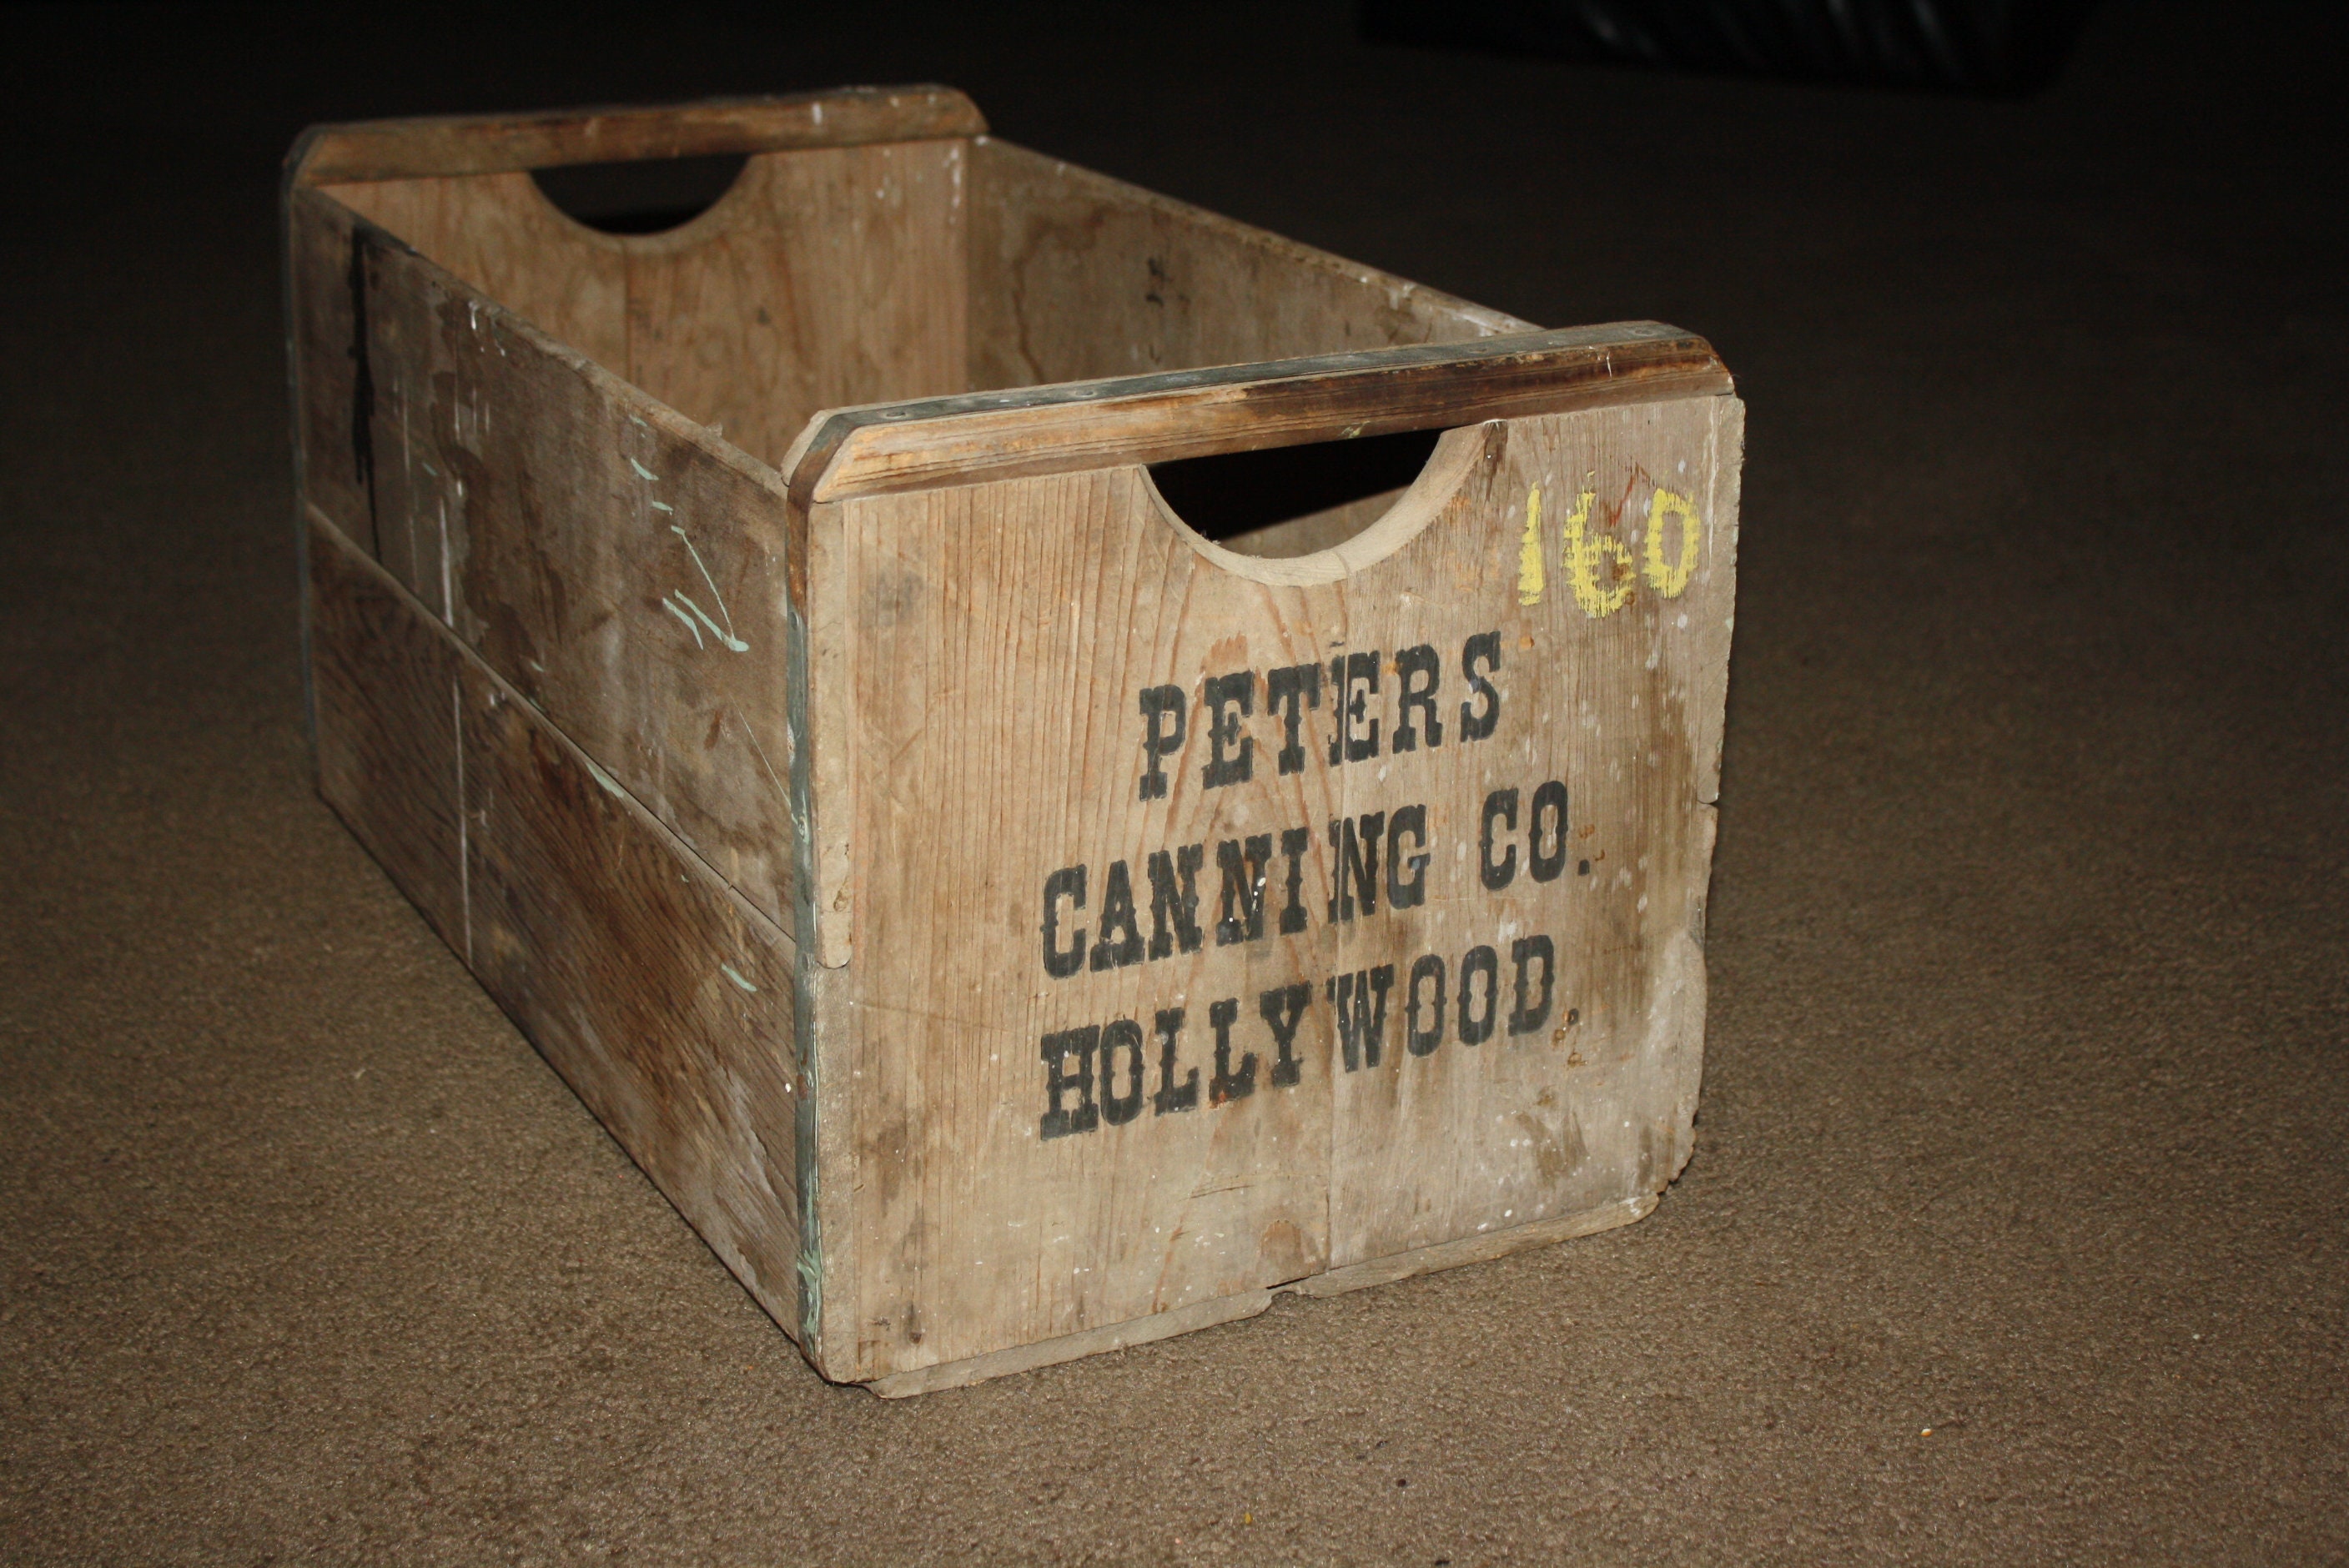 160
PETERS
CANNING CO.
HOLLYWOOD.